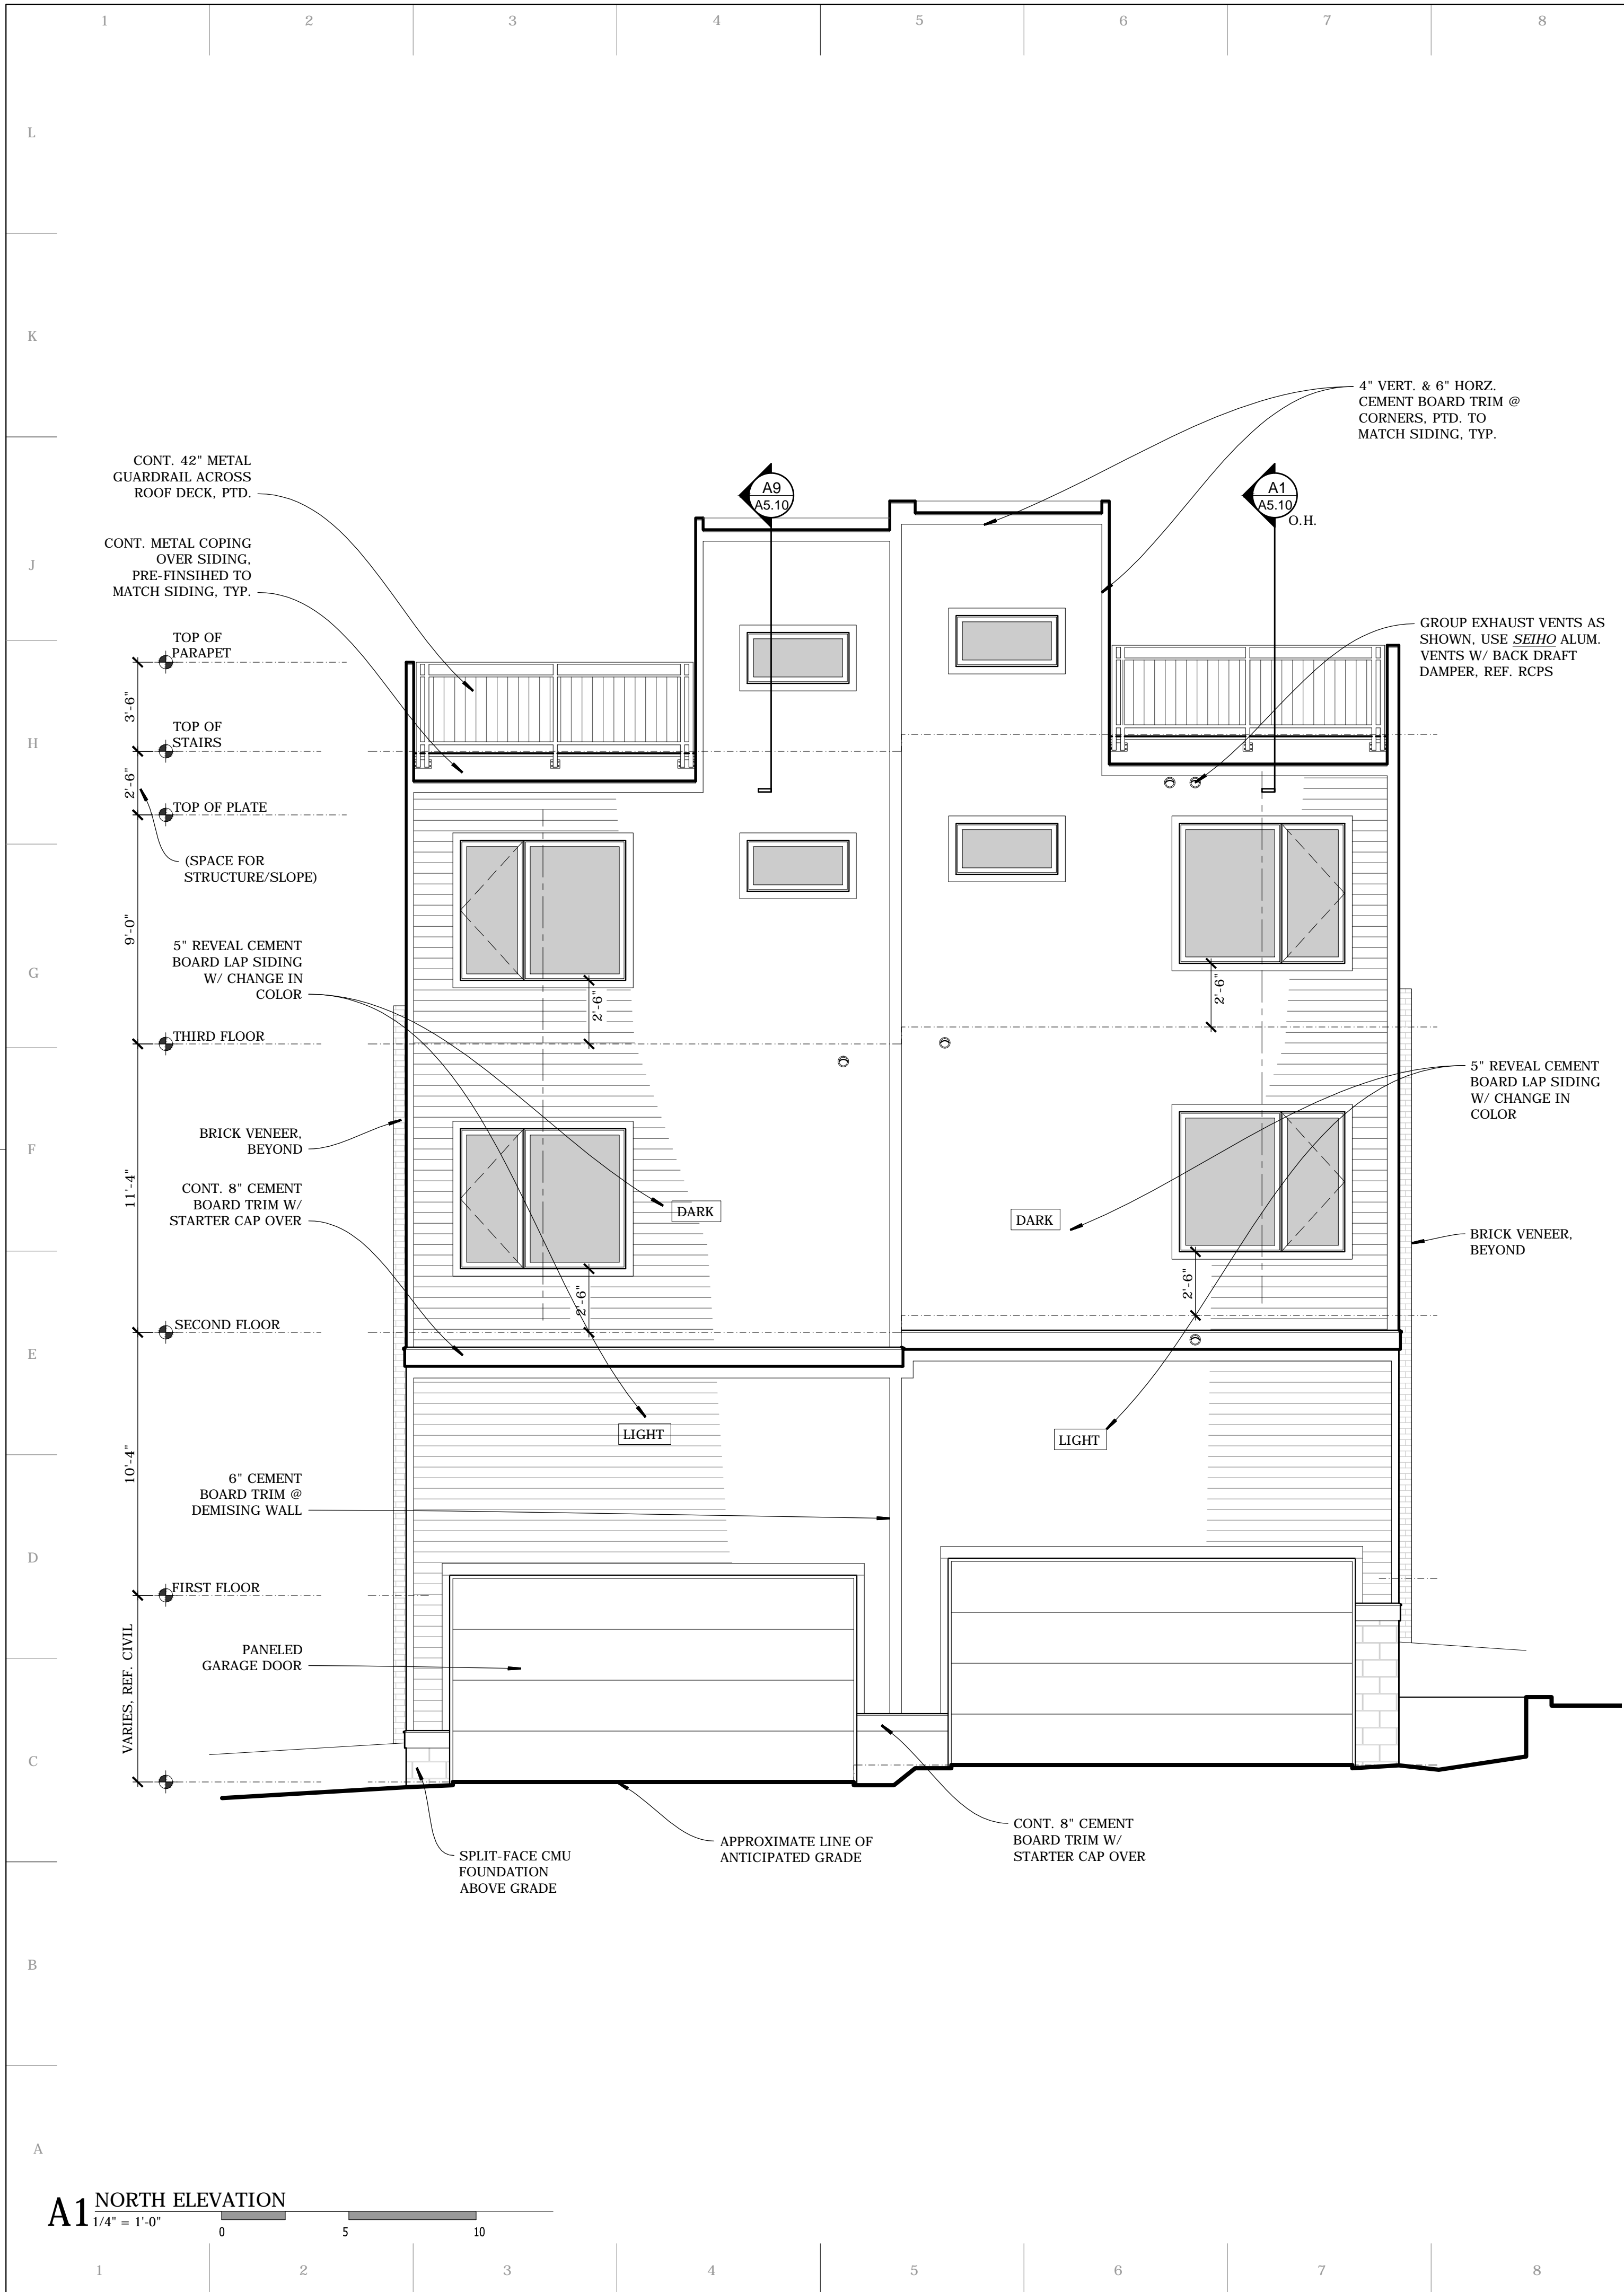 1 2 3 4 5 6 7 8
L
K
J
H
G
F
E
D
C
B
A
4" VERT. & 6" HORZ.
CEMENT BOARD TRIM @
CORNERS, PTD. TO
MATCH SIDING, TYP.
CONT. 42" METAL
GUARDRAIL ACROSS
ROOF DECK, PTD.
A9
A5.10
A1
A5.10
O.H.
CONT. METAL COPING
OVER SIDING,
PRE-FINSIHED TO
MATCH SIDING, TYP.
GROUP EXHAUST VENTS AS
SHOWN, USE SEIHO ALUM.
VENTS W/ BACK DRAFT
DAMPER, REF. RCPS
TOP OF
PARAPET
3'-6"
TOP OF
STAIRS
2'-6"
TOP OF PLATE
(SPACE FOR
STRUCTURE/SLOPE)
9'-0"
5" REVEAL CEMENT
BOARD LAP SIDING
W/ CHANGE IN
COLOR
2'-6"
2'-6"
THIRD FLOOR
5" REVEAL CEMENT
BOARD LAP SIDING
W/ CHANGE IN
COLOR
BRICK VENEER,
BEYOND
11'-4"
CONT. 8" CEMENT
BOARD TRIM W/
STARTER CAP OVER
DARK
DARK
BRICK VENEER,
BEYOND
2'-6"
2'-6"
SECOND FLOOR
LIGHT
LIGHT
10'-4"
6" CEMENT
BOARD TRIM @
DEMISING WALL
FIRST FLOOR
VARIES, REF. CIVIL
PANELED
GARAGE DOOR
CONT. 8" CEMENT
BOARD TRIM W/
STARTER CAP OVER
APPROXIMATE LINE OF
ANTICIPATED GRADE
SPLIT-FACE CMU
FOUNDATION
ABOVE GRADE
A1
NORTH ELEVATION
1/4" = 1'-0"
0 5 10
1 2 3 4 5 6 7 8